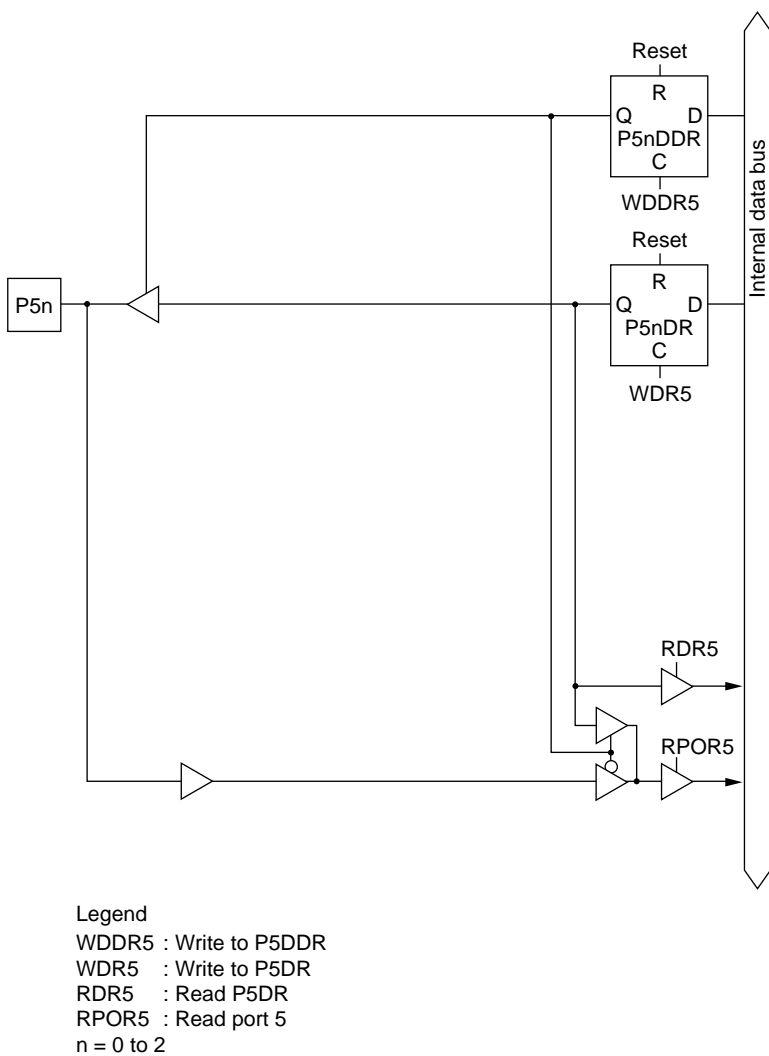 Reset
R
Q D
P5nDDR
C
WDDR5
Internal data bus
Reset
R
P5n
Q D
P5nDR
C
WDR5
RDR5
RPOR5
Legend
WDDR5 : Write to P5DDR
WDR5 : Write to P5DR
RDR5 : Read P5DR
RPOR5 : Read port 5
n = 0 to 2